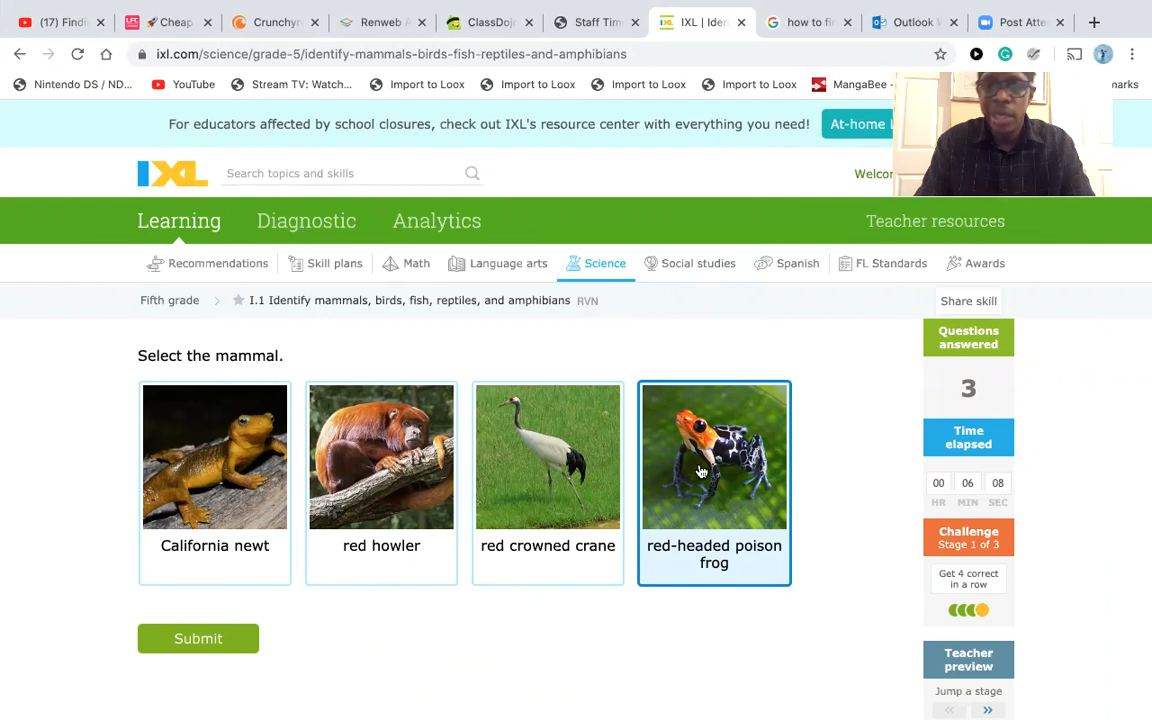 (17) Findi
Cheap
Crunchyr
Renweb
ClassDojo
Staff Time
IXL | Iden
how to fi
Outlook
Post Atte
ixl.com/science/grade-5/identify-mammals-birds-fish-reptiles-and-amphibians
Nintendo DS / ND...
YouTube
Stream TV: Watch...
Import to Loox
Import to Loox
Import to Loox
Import to Loox
MangaBee -
marks
For educators affected by school closures, check out IXL's resource center with everything you need!
At-home
IXL
Search topics and skills
Welcor
Learning
Diagnostic
Analytics
Teacher resources
Recommendations
Skill plans
Math
Language arts
Science
Social studies
Spanish
FL Standards
Awards
Fifth grade
I.1 Identify mammals, birds, fish, reptiles, and amphibians RVN
Share skill
Select the mammal.
California newt
red howler
red crowned crane
red-headed poison
frog
Submit
Questions
answered
3
Time
elapsed
00 06 08
HR MIN SEC
Challenge
Stage 1 of 3
Get 4 correct
in a row
Teacher
preview
Jump a stage
<< >>